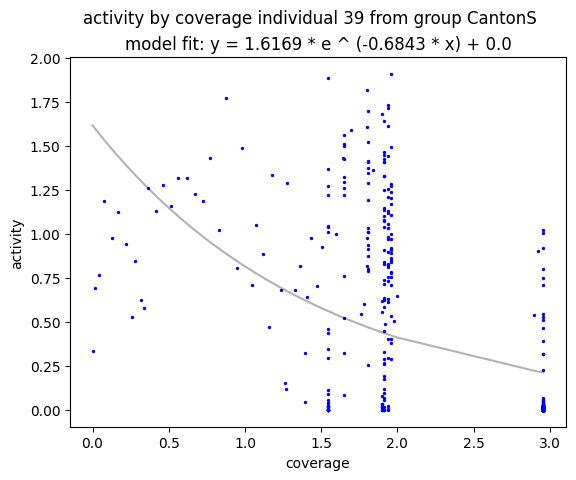 activity by coverage individual 39 from group CantonS
model fit: y = 1.6169 * e ^ (-0.6843 * x) + 0.0
2.00
1.75
1.50
1.25
1.00
0.75
0.50
0.25
0.00
activity
0.0 0.5 1.0 1.5 2.0 2.5 3.0
coverage